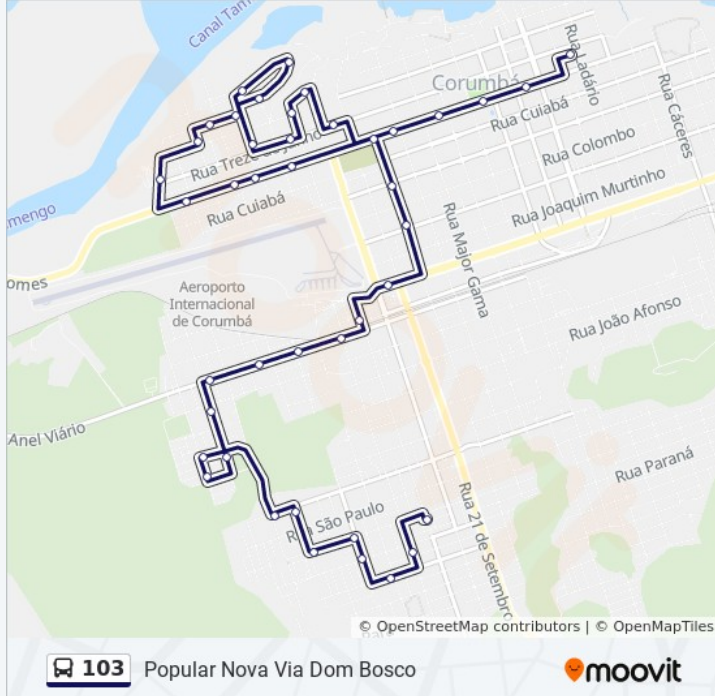 Canal Tam
Rua Ladário
Corumbá
Rua Cáceres
Rua Cuiabá
Rua Colombo
Rua Treze de Junho
Rua Joaquim Murtinho
Rua Cuiabá
Rua Major Gama
amengo
omes
Aeroporto
Internacional
de Corumbá
Rua João Afonso
Anel Viário
Rua Paraná
Rua São Paulo
Rua 21 de Setembro
© OpenStreetMap contributors | © OpenMapTiles
103 Popular Nova Via Dom Bosco
moovit